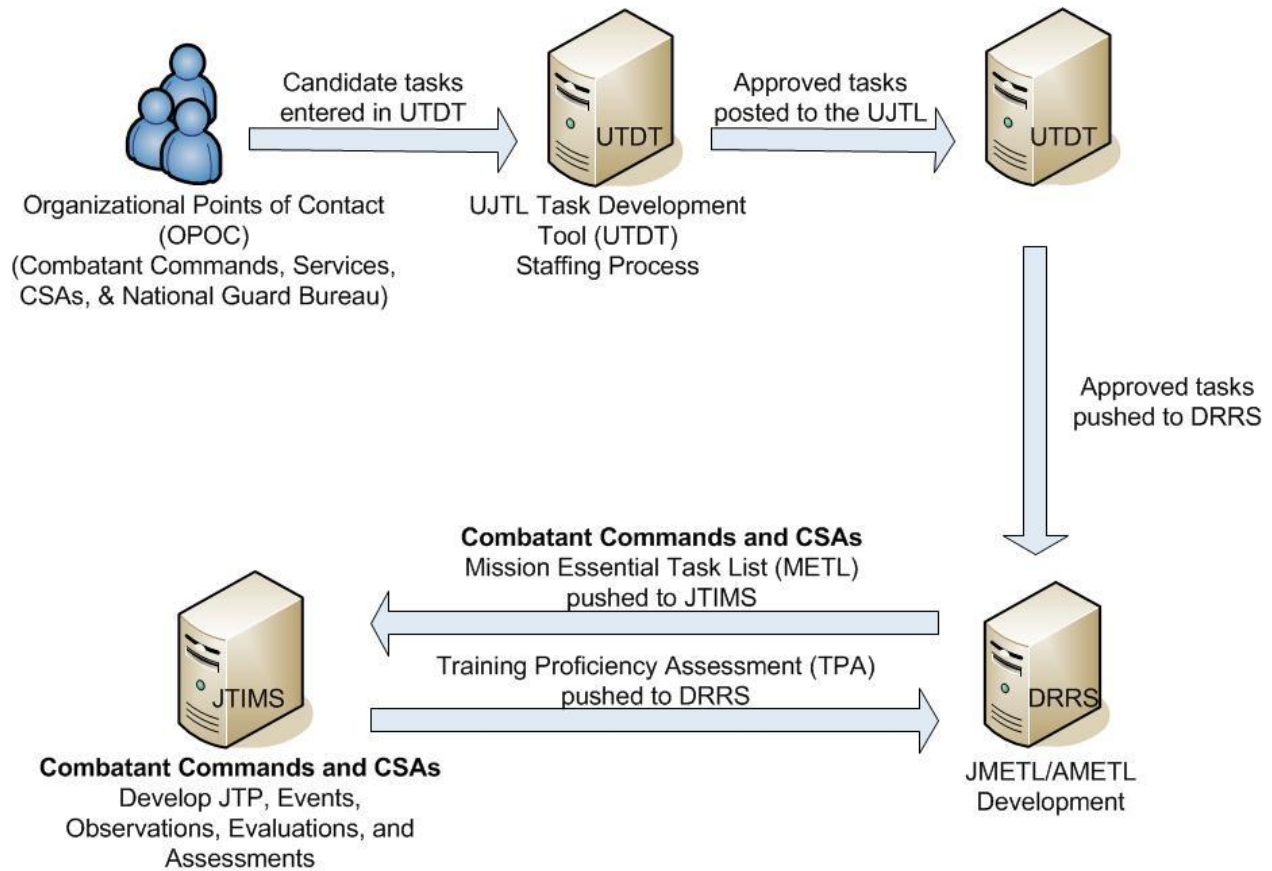 Candidate tasks
entered in UTDT
Approved tasks
posted to the UJTL
UTDT
UTDT
Organizational Points of Contact
(OPOC)
(Combatant Commands, Services,
CSAs, & National Guard Bureau)
UJTL Task Development
Tool (UTDT)
Staffing Process
Approved tasks
pushed to DRRS
Combatant Commands and CSAs
Mission Essential Task List (METL)
pushed to JTIMS
Training Proficiency Assessment (TPA)
pushed to DRRS
JTIMS
DRRS
Combatant Commands and CSAs
Develop JTP, Events,
Observations, Evaluations, and
Assessments
JMETL/AMETL
Development